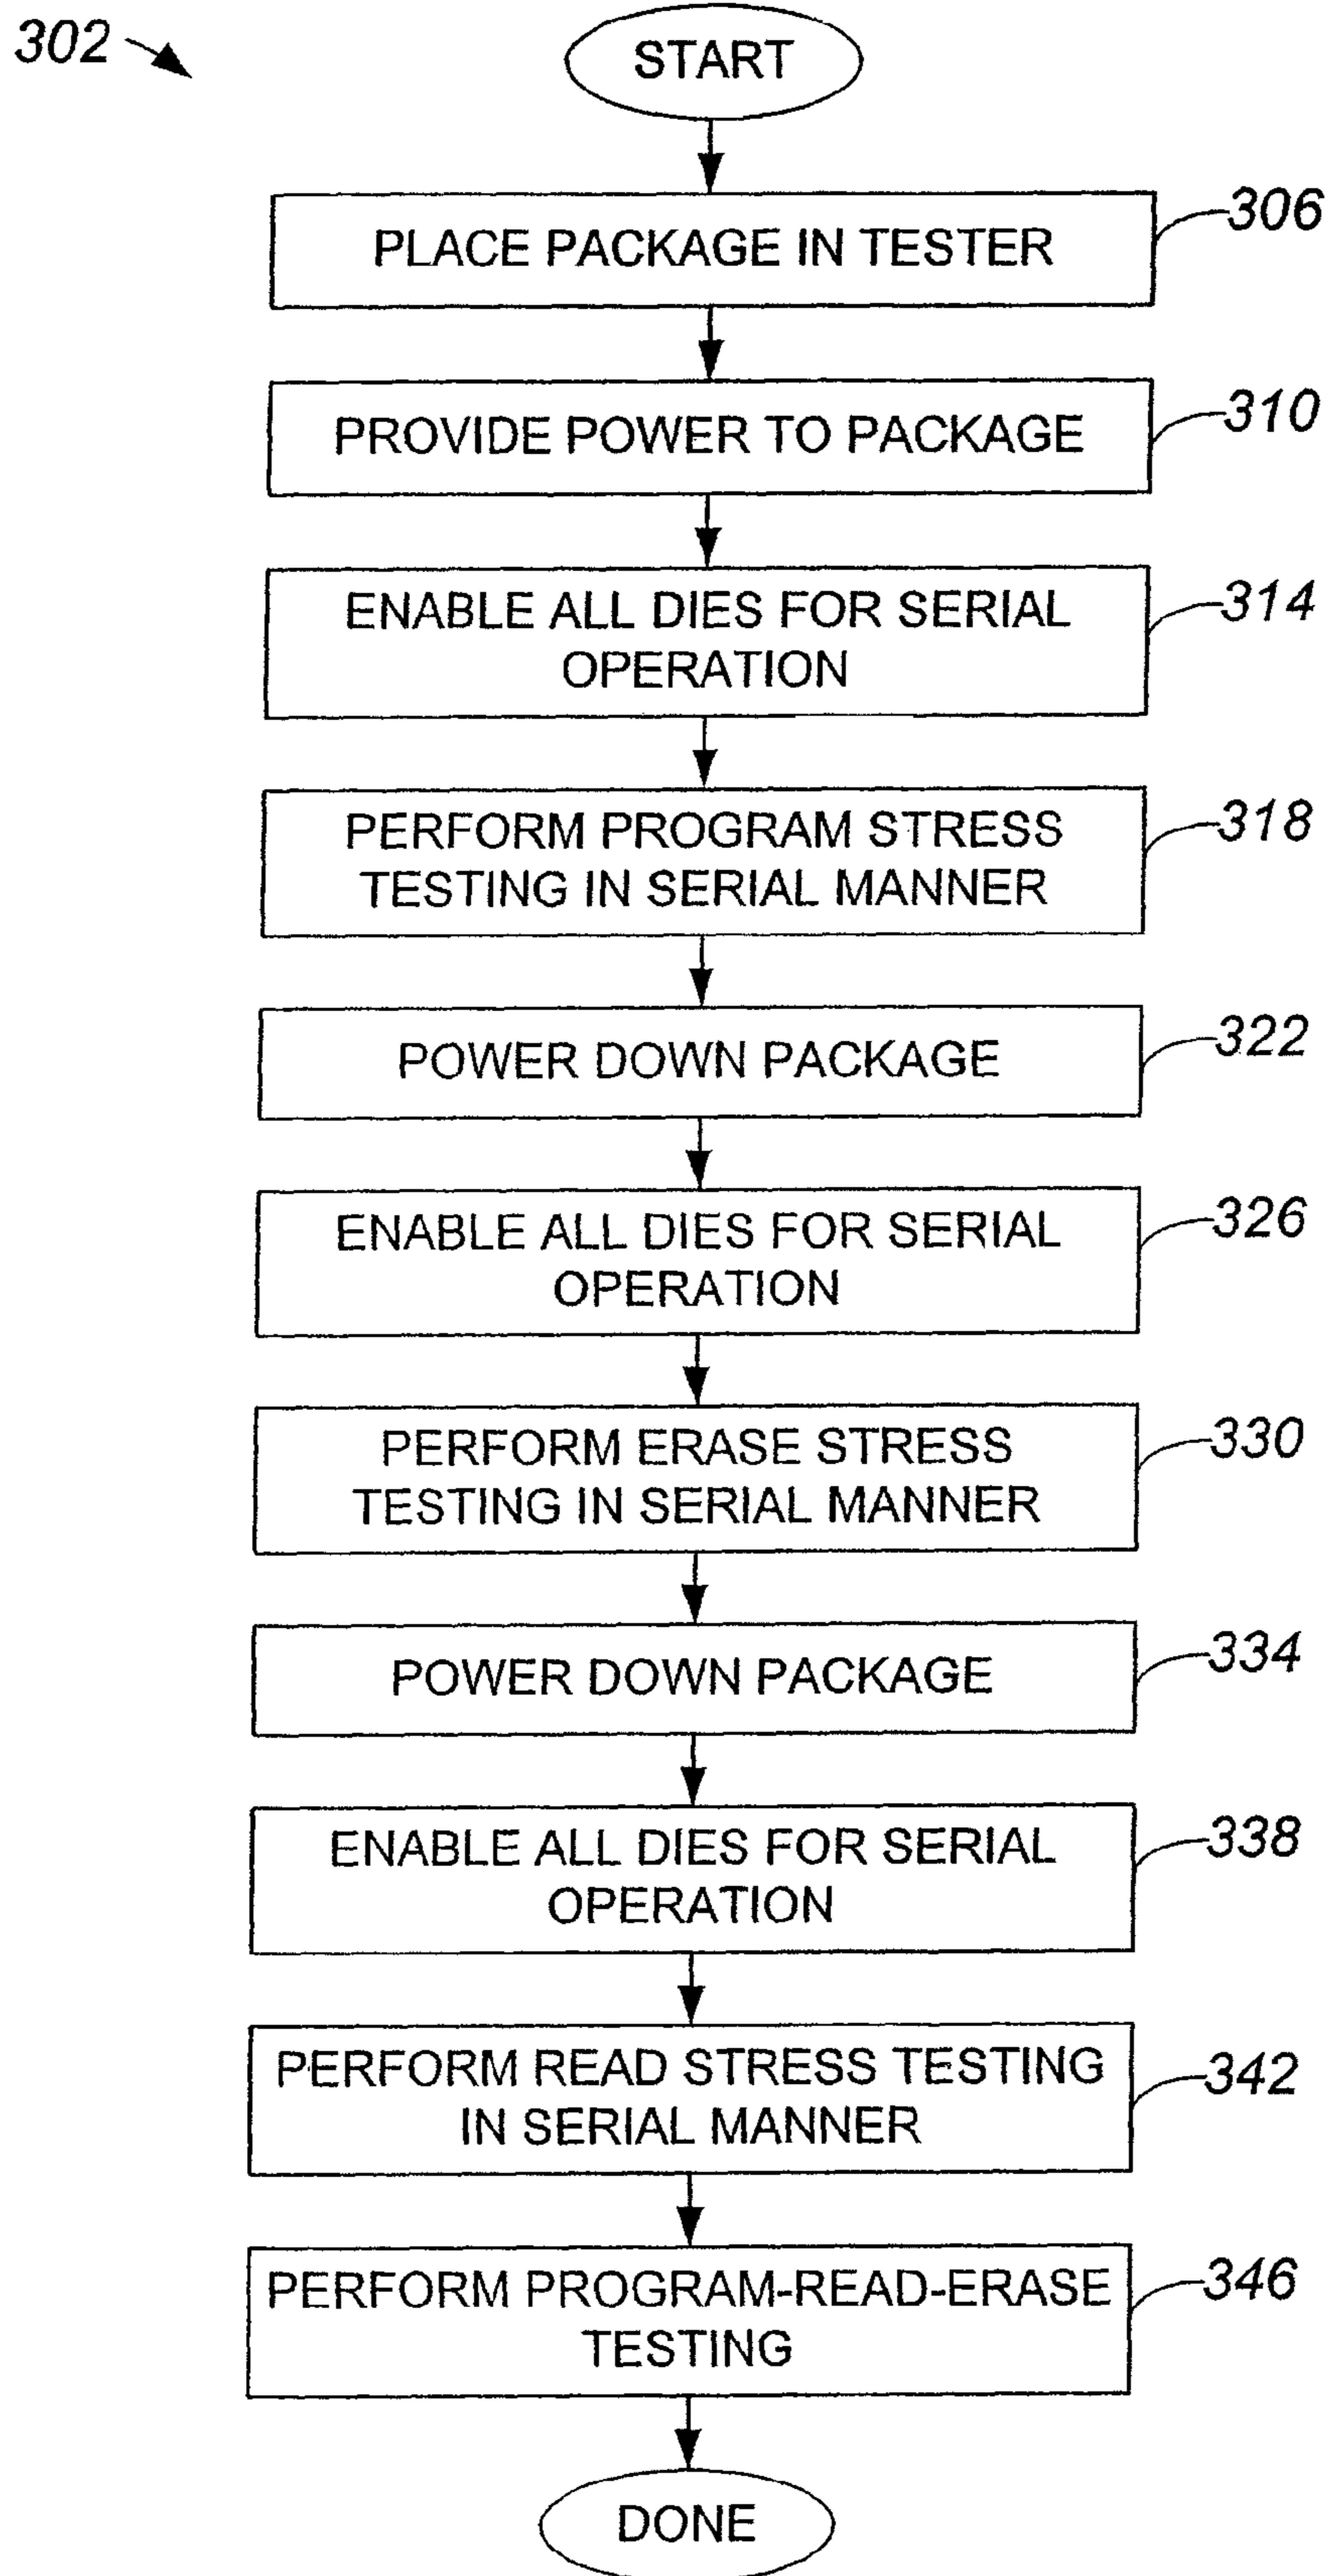 302
START
PLACE PACKAGE IN TESTER
306
PROVIDE POWER TO PACKAGE
310
ENABLE ALL DIES FOR SERIAL
OPERATION
314
PERFORM PROGRAM STRESS
TESTING IN SERIAL MANNER
318
POWER DOWN PACKAGE
322
ENABLE ALL DIES FOR SERIAL
OPERATION
326
PERFORM ERASE STRESS
TESTING IN SERIAL MANNER
330
POWER DOWN PACKAGE
334
ENABLE ALL DIES FOR SERIAL
OPERATION
338
PERFORM READ STRESS TESTING
IN SERIAL MANNER
342
PERFORM PROGRAM-READ-ERASE
TESTING
346
DONE